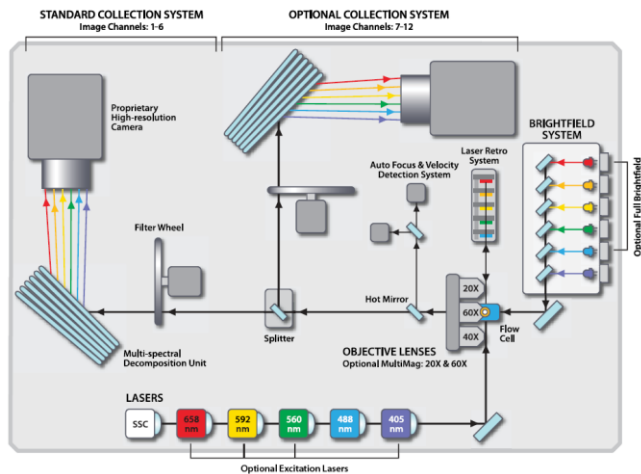 STANDARD COLLECTION SYSTEM
Image Channels: 1-6
OPTIONAL COLLECTION SYSTEM
Image Channels: 7-12
Proprietary
High-resolution
Camera
BRIGHTFIELD
SYSTEM
Laser Retro
System
Auto Focus & Velocity
Detection System
Optional Full Brightfield
Filter Wheel
Hot Mirror
20X
60X
40X
Flow
Cell
Splitter
Multi-spectral
Decomposition Unit
OBJECTIVE LENSES
Optional MultiMag: 20X & 60X
LASERS
SSC
658
nm
592
nm
560
nm
488
nm
405
nm
Optional Excitation Lasers